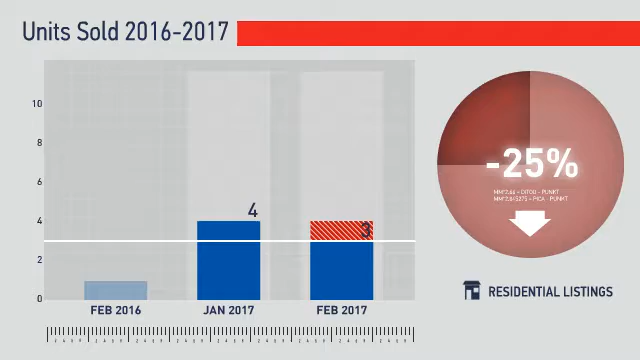 Units Sold 2016-2017
10
8
6
4
2
0
4
3
FEB 2016
JAN 2017
FEB 2017
-25%
RESIDENTIAL LISTINGS